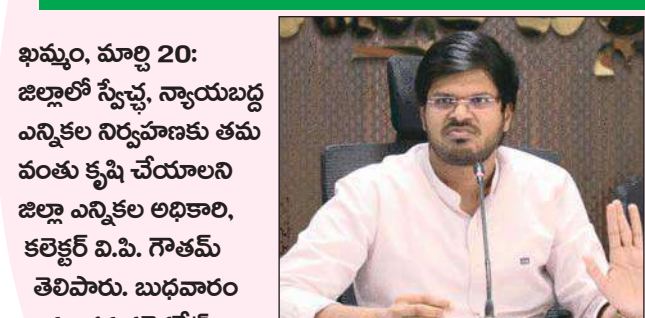 ఖమ్మం, మార్చి 20:
జిల్లాలో స్వేచ్ఛ, న్యాయబద్ద
ఎన్నికల నిర్వహణకు తమ
వంతు కృషి చేయాలని
జిల్లా ఎన్నికల అధికారి,
కలెక్టర్ వి.పి. గౌతమ్
తెలిపారు. బుధవారం